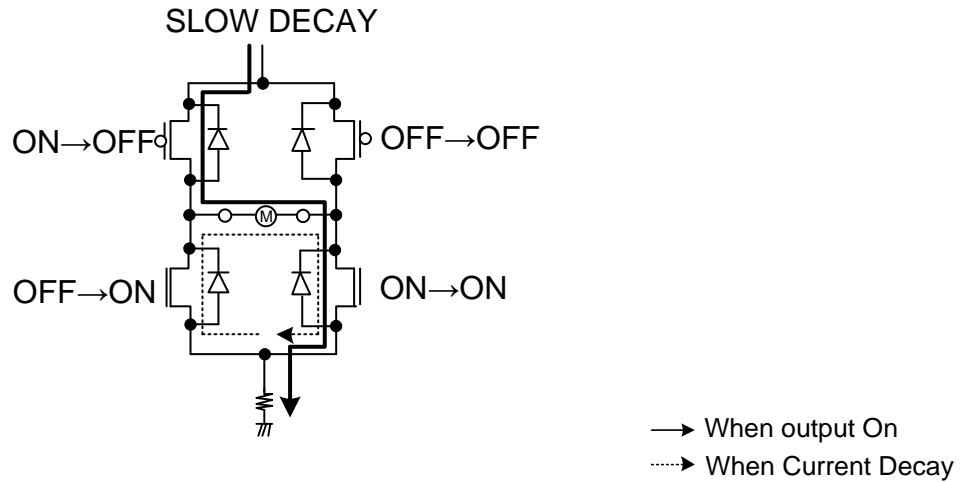 SLOW DECAY
ON→OFF
OFF→OFF
M
OFF→ON
ON→ON
When output On
When Current Decay